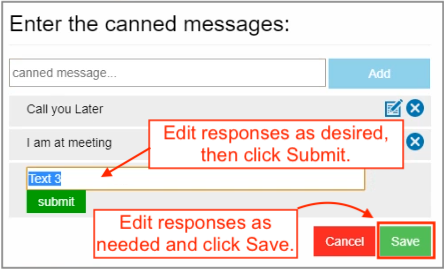 Enter the canned messages:
canned message...
Add
Call you Later
I am at meeting
Edit responses as desired,
then click Submit.
Text 3
submit
Edit responses as
needed and click Save.
Cancel
Save